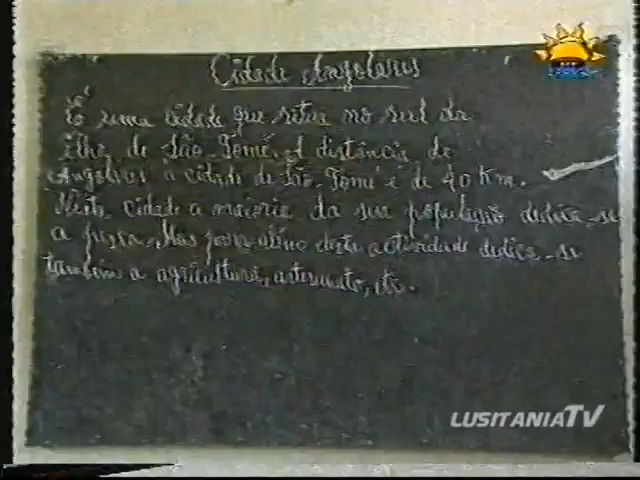 Cidade Angolares
É uma cidade que situa no sul da
ilha de São-Tomé. A distância de
Angolares a cidade de São-Tomé é de 40 Km.
Nesta cidade a maioria da sua população dedica-se
a pesca. Mas para alino desta actividade dedica-se
também a agricultura, artesanato, etc.
LUSITANIATV